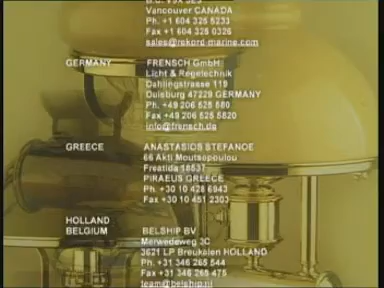 Vancouver CANADA
Ph. +1 604 325 5233
Fax +1 604 325 0326
sales@rekord-marine.com
GERMANY FRENSCH GmbH
Licht & Regeltechnik
Dahlingstrasse 119
Duisburg 47229 GERMANY
Ph. +49 206 525 580
Fax +49 206 525 5820
info@frensch.de
GREECE ANASTASIOS STEFANOE
66 Akti Moutsopoulou
Freatida 18537
PIRAEUS GREECE
Ph. +30 10 428 6943
Fax +30 10 451 2303
HOLLAND
BELGIUM BELSHIP BV
Merwedeweg 3C
3621 LP Breukelen HOLLAND
Ph. +31 346 265 544
Fax +31 346 265 475
team@belship.nl